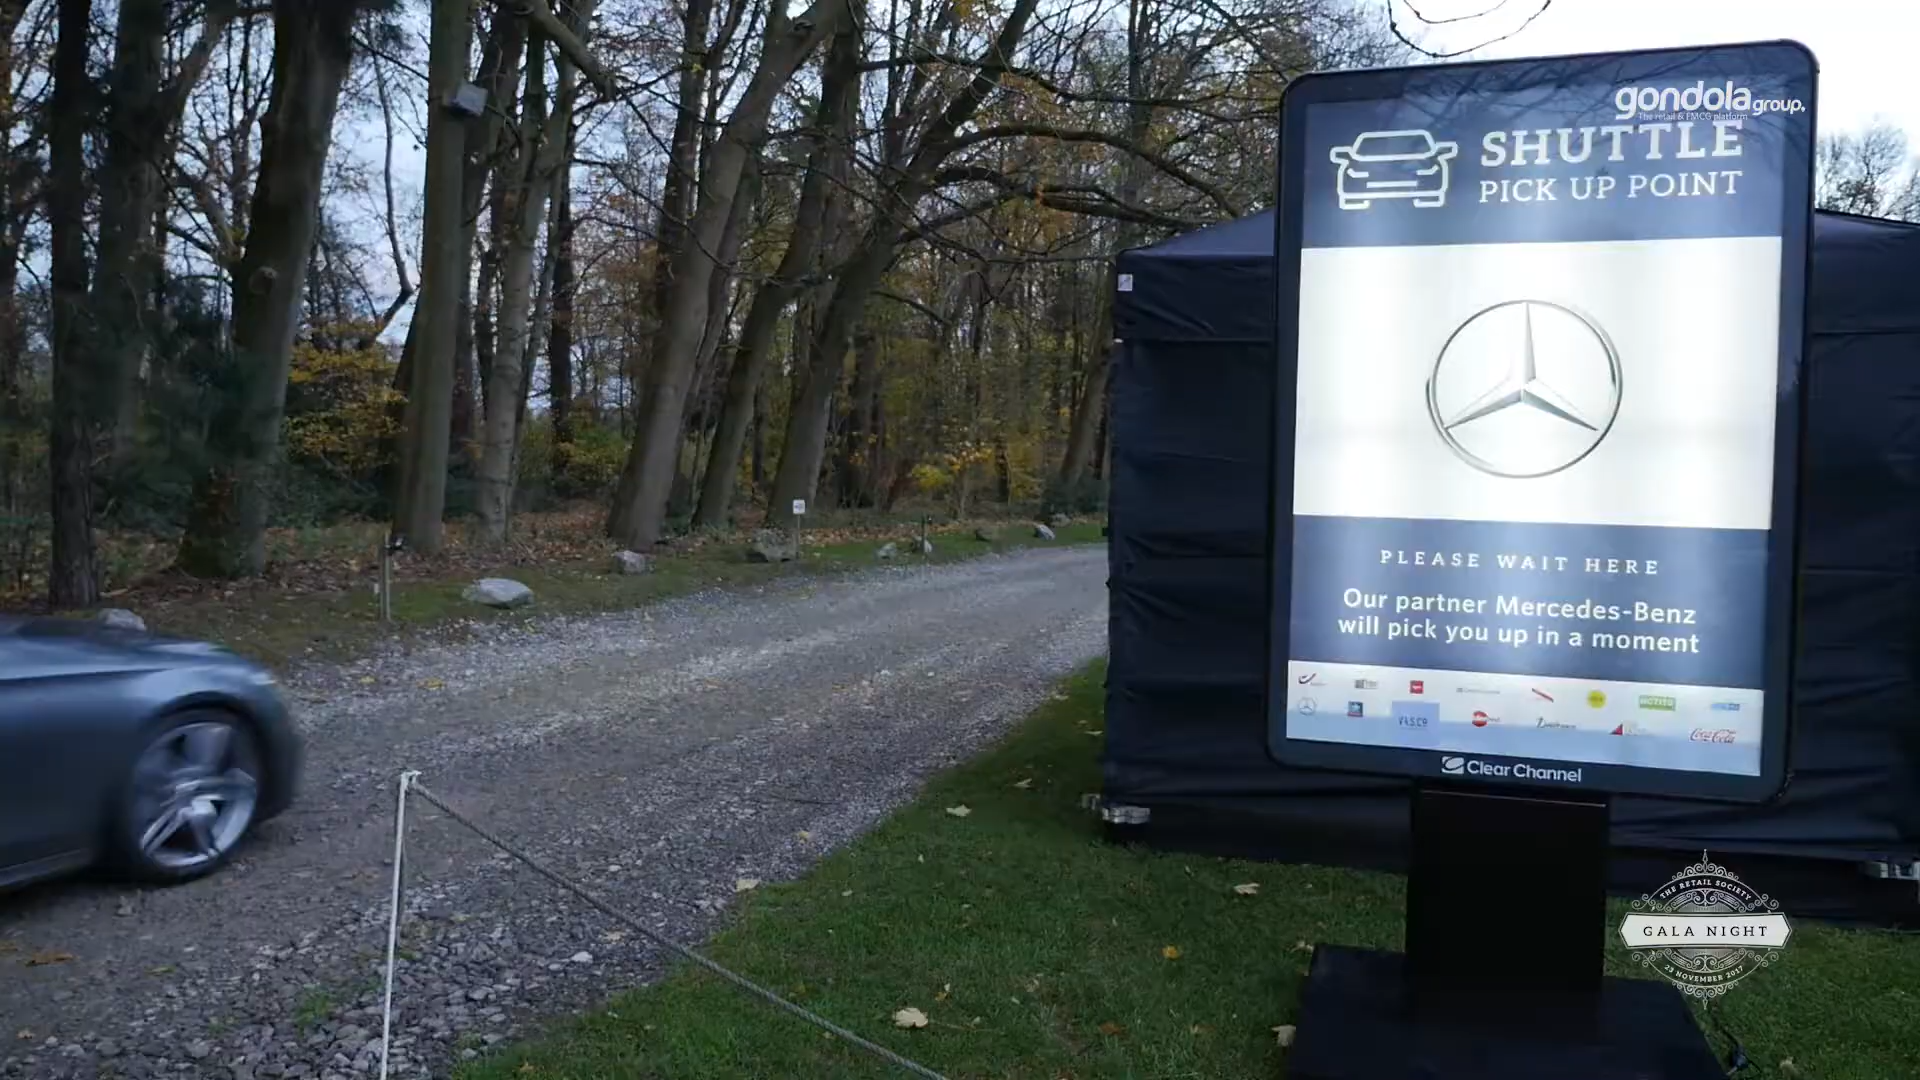 gondola group.
The retail & FMCG platform
SHUTTLE
PICK UP POINT
PLEASE WAIT HERE
Our partner Mercedes-Benz
will pick you up in a moment
Coca-Cola
Clear Channel
THE RETAIL SOCIETY
GALA NIGHT
23 NOVEMBER 2017